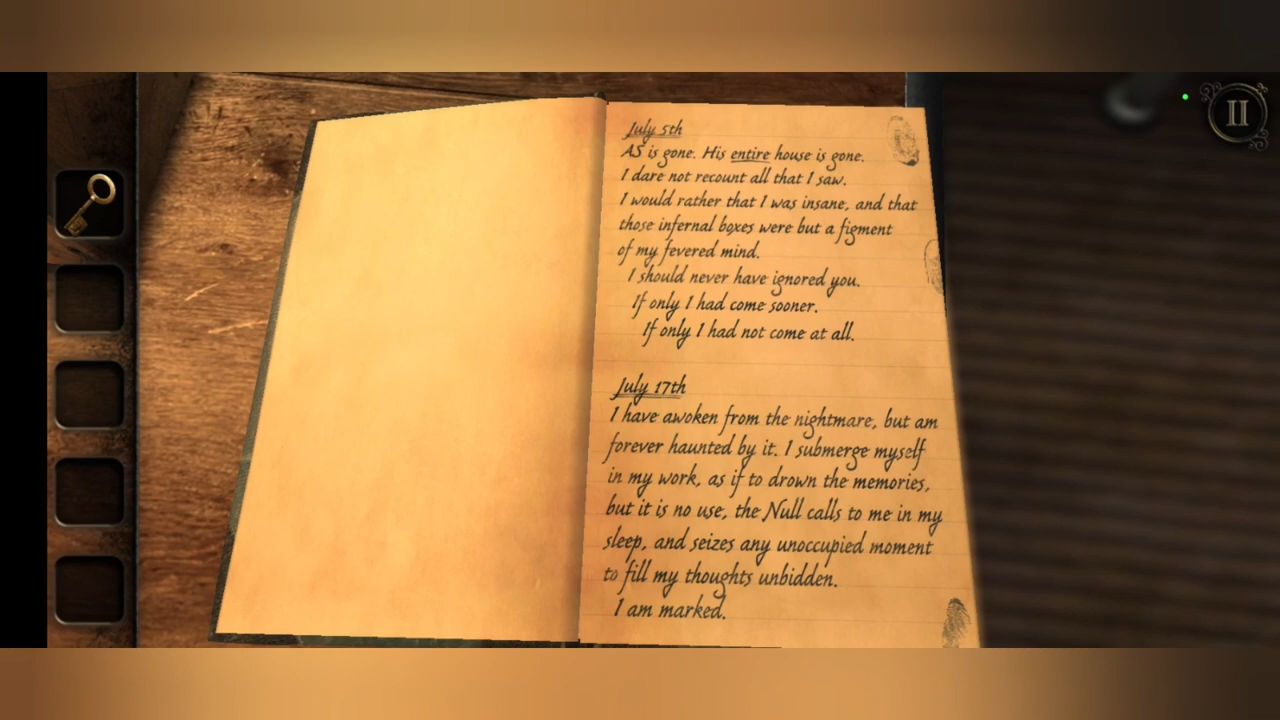 July 5th
AS is gone. His entire house is gone.
I dare not recount all that I saw.
I would rather that I was insane, and that
those infernal boxes were but a figment
of my fevered mind.
I should never have ignored you.
If only I had come sooner.
If only I had not come at all.
July 17th
I have awoken from the nightmare, but am
forever haunted by it. I submerge myself
in my work, as if to drown the memories,
but it is no use, the Null calls to me in my
sleep, and seizes any unoccupied moment
to fill my thoughts unbidden.
I am marked.